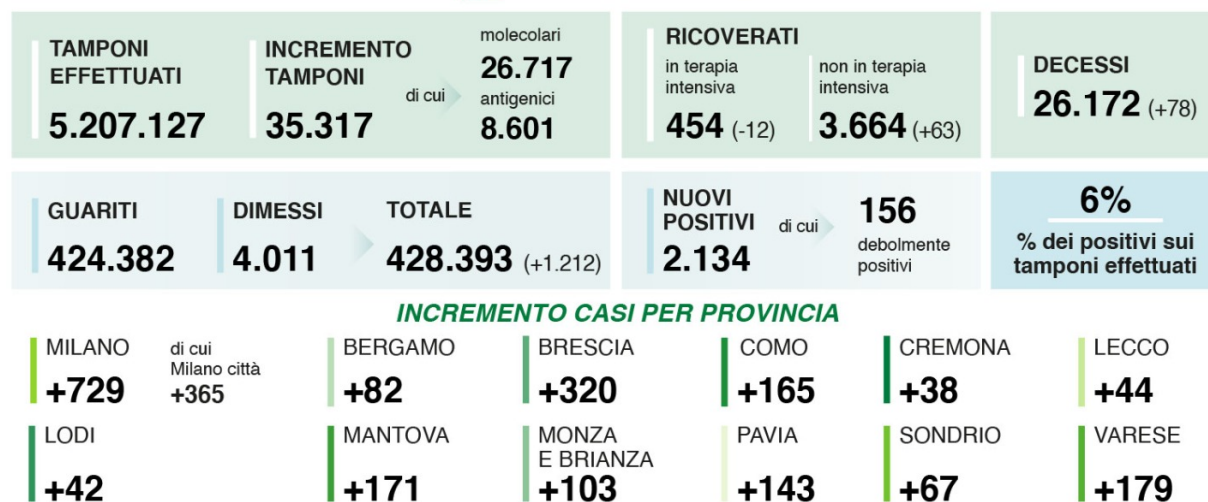 TAMPONI
EFFETTUATI
5.207.127
INCREMENTO
TAMPONI
35.317
di cui
molecolari
26.717
antigenici
8.601
RICOVERATI
in terapia
intensiva
454 (-12)
non in terapia
intensiva
3.664 (+63)
DECESSI
26.172 (+78)
GUARITI
424.382
DIMESSI
4.011
TOTALE
428.393 (+1.212)
NUOVI
POSITIVI
2.134
di cui
156
debolmente
positivi
6%
% dei positivi sui
tamponi effettuati
INCREMENTO CASI PER PROVINCIA
MILANO
+729
di cui
Milano città
+365
BERGAMO
+82
BRESCIA
+320
COMO
+165
CREMONA
+38
LECCO
+44
LODI
+42
MANTOVA
+171
MONZA
E BRIANZA
+103
PAVIA
+143
SONDRIO
+67
VARESE
+179